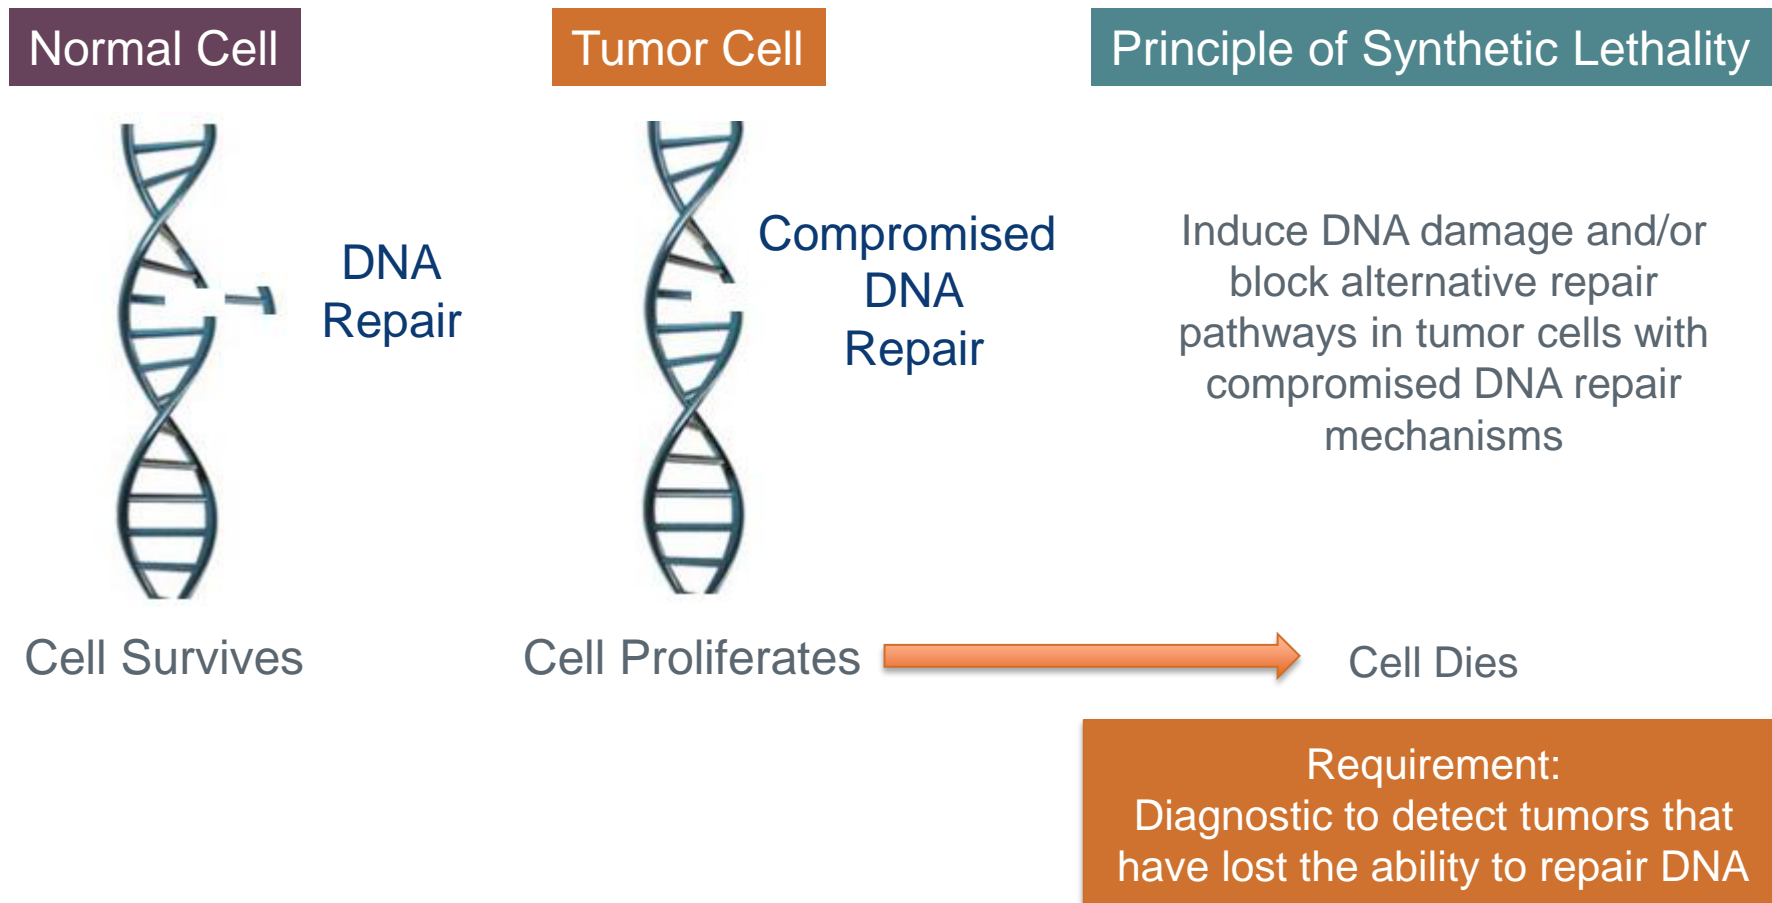 Normal Cell
Tumor Cell
Principle of Synthetic Lethality
DNA
Repair
Compromised
DNA
Repair
Induce DNA damage and/or
block alternative repair
pathways in tumor cells with
compromised DNA repair
mechanisms
Cell Survives
Cell Proliferates
Cell Dies
Requirement:
Diagnostic to detect tumors that
have lost the ability to repair DNA